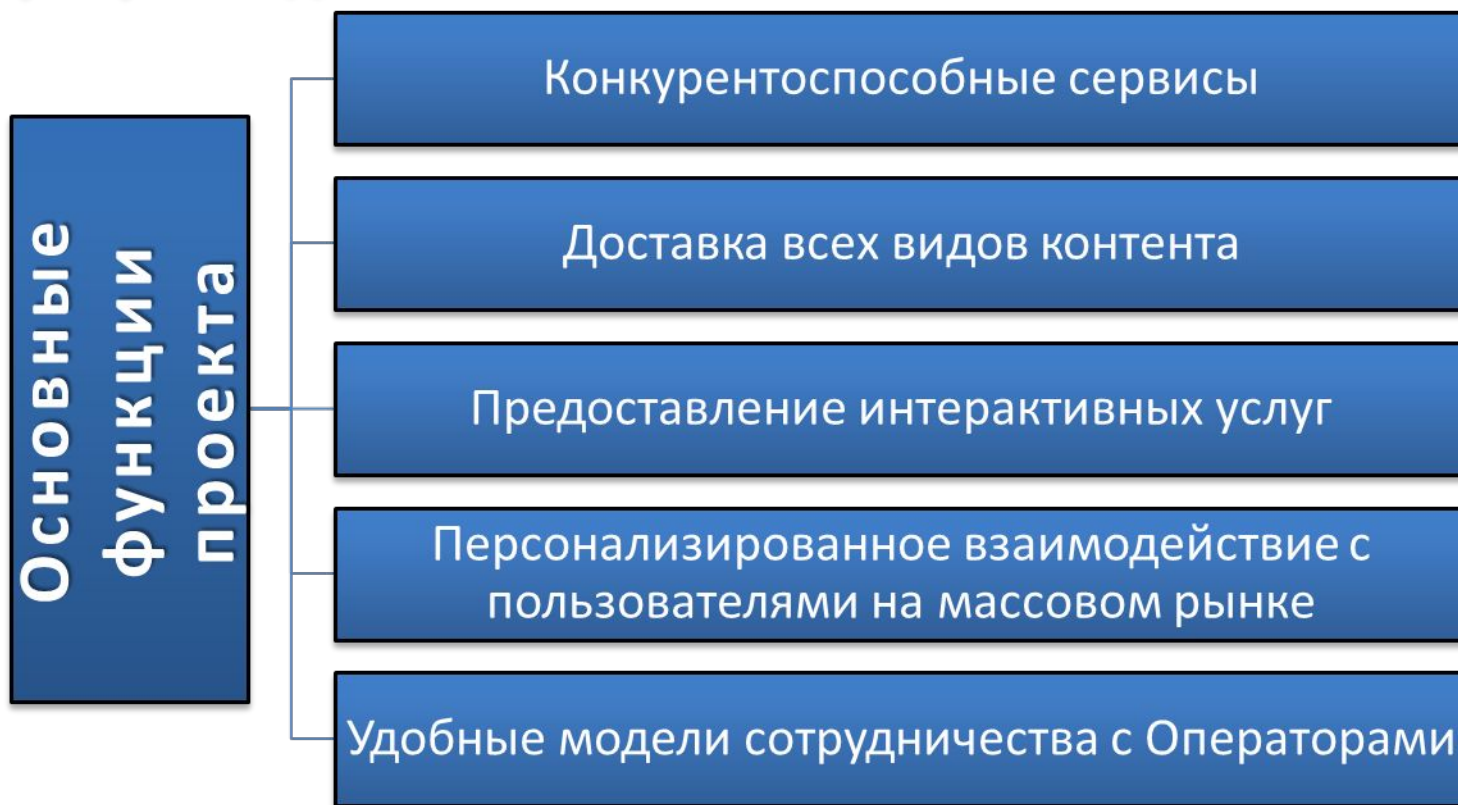 Основные
функции
проекта
Конкурентоспособные сервисы
Доставка всех видов контента
Предоставление интерактивных услуг
Персонализированное взаимодействие с
пользователями на массовом рынке
Удобные модели сотрудничества с Операторами